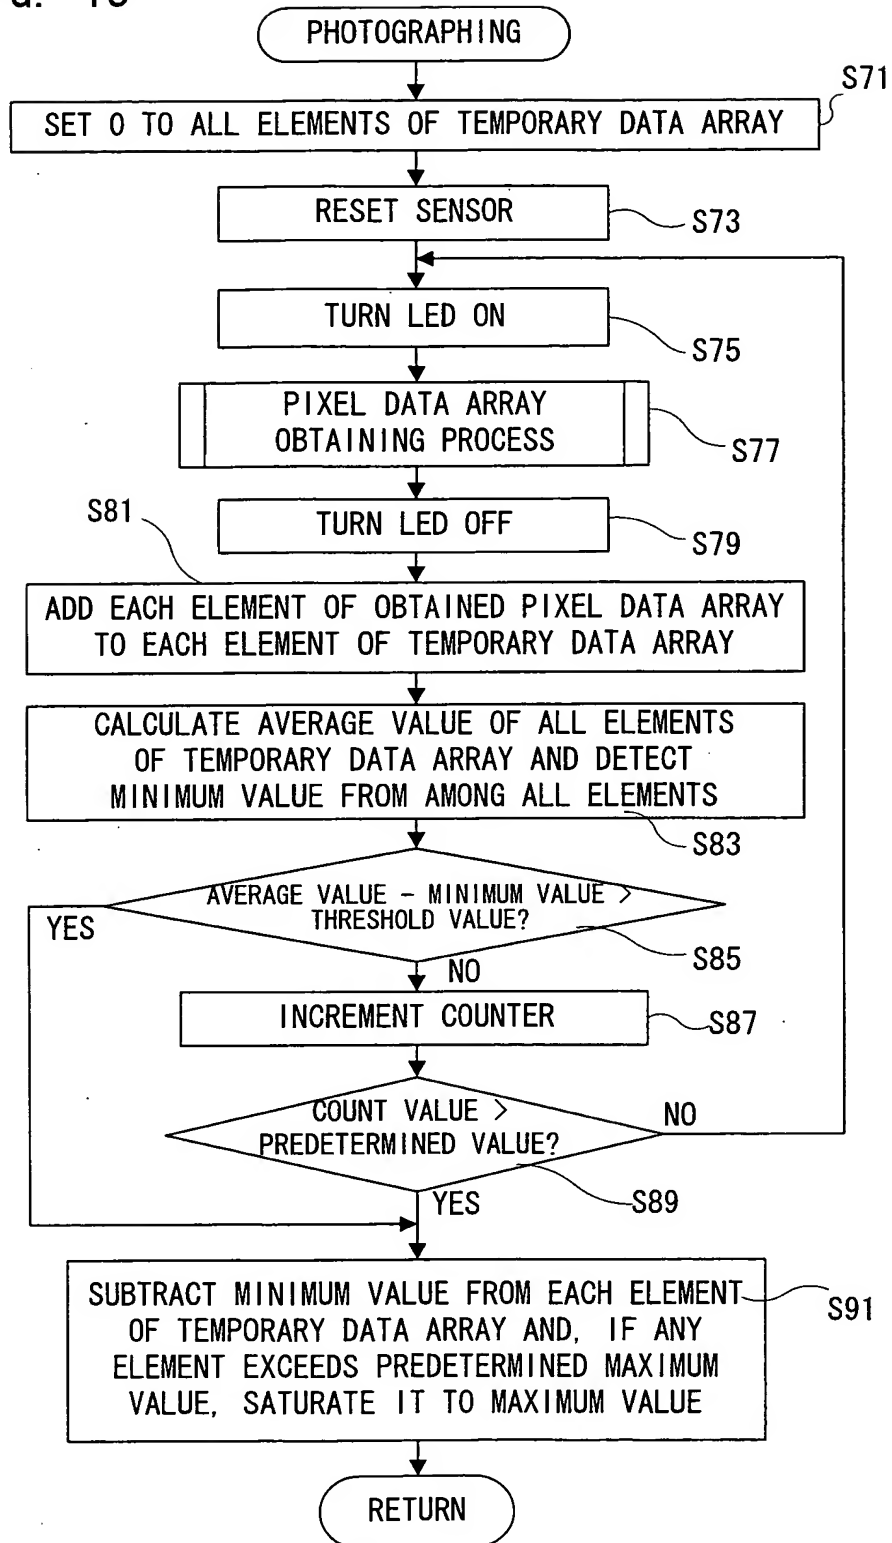 PHOTOGRAPHING
S71
SET 0 TO ALL ELEMENTS OF TEMPORARY DATA ARRAY
RESET SENSOR
S73
TURN LED ON
S75
PIXEL DATA ARRAY
OBTAINING PROCESS
S77
S81
TURN LED OFF
S79
ADD EACH ELEMENT OF OBTAINED PIXEL DATA ARRAY
TO EACH ELEMENT OF TEMPORARY DATA ARRAY
CALCULATE AVERAGE VALUE OF ALL ELEMENTS
OF TEMPORARY DATA ARRAY AND DETECT
MINIMUM VALUE FROM AMONG ALL ELEMENTS
S83
AVERAGE VALUE - MINIMUM VALUE >
THRESHOLD VALUE?
YES
S85
NO
INCREMENT COUNTER
S87
COUNT VALUE >
PREDETERMINED VALUE?
NO
S89
YES
SUBTRACT MINIMUM VALUE FROM EACH ELEMENT
OF TEMPORARY DATA ARRAY AND, IF ANY
ELEMENT EXCEEDS PREDETERMINED MAXIMUM
VALUE, SATURATE IT TO MAXIMUM VALUE
S91
RETURN